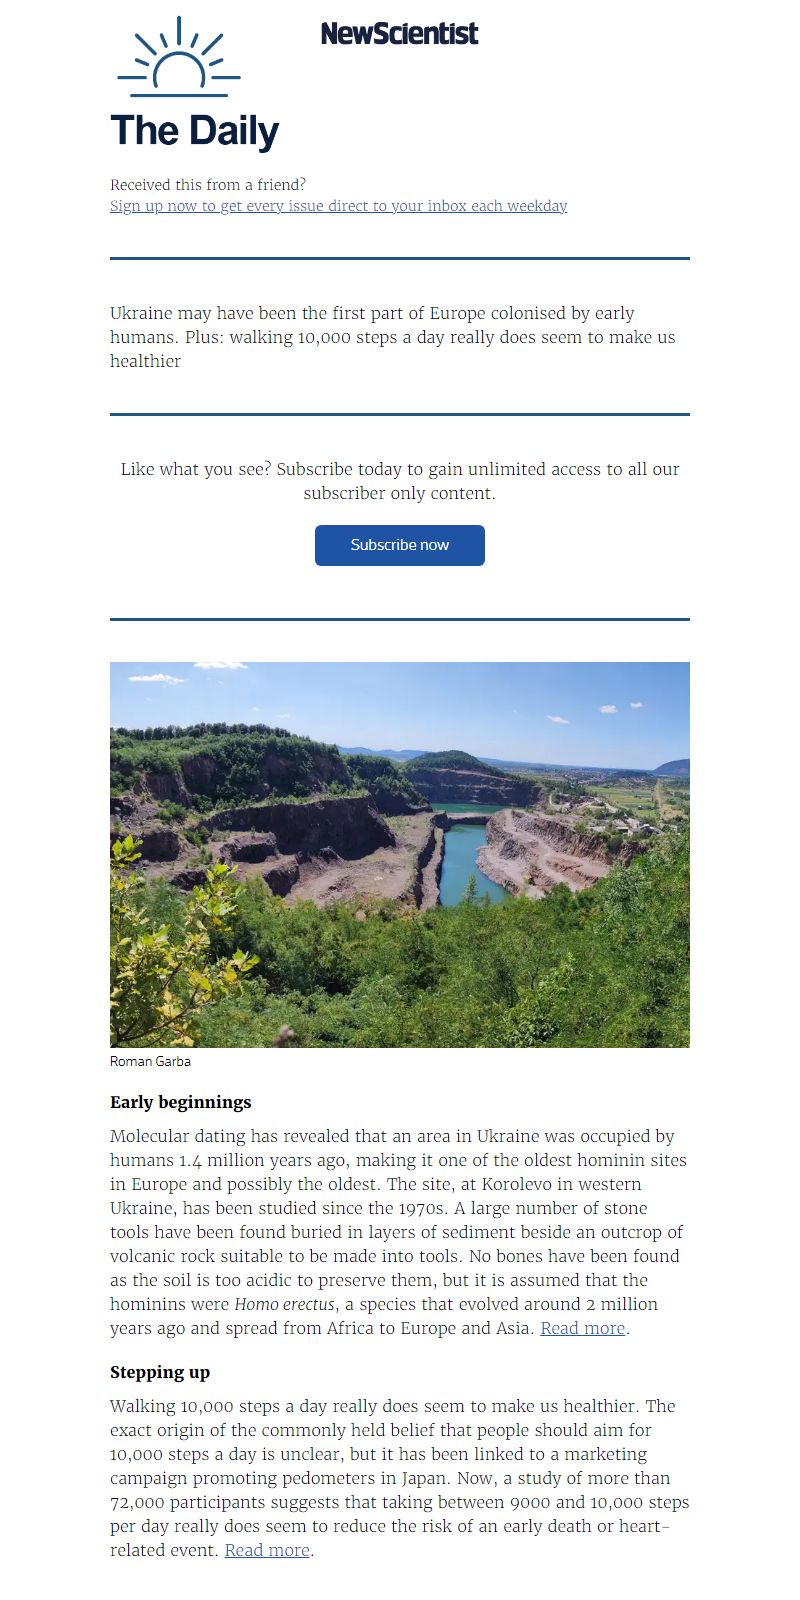 NewScientist
The Daily
Received this from a friend?
Sign up now to get every issue direct to your inbox each weekday
Ukraine may have been the first part of Europe colonised by early
humans. Plus: walking 10,000 steps a day really does seem to make us
healthier
Like what you see? Subscribe today to gain unlimited access to all our
subscriber only content.
Subscribe now
Roman Garba
Early beginnings
Molecular dating has revealed that an area in Ukraine was occupied by
humans 1.4 million years ago, making it one of the oldest hominin sites
in Europe and possibly the oldest. The site, at Korolevo in western
Ukraine, has been studied since the 1970s. A large number of stone
tools have been found buried in layers of sediment beside an outcrop of
volcanic rock suitable to be made into tools. No bones have been found
as the soil is too acidic to preserve them, but it is assumed that the
hominins were Homo erectus, a species that evolved around 2 million
years ago and spread from Africa to Europe and Asia. Read more.
Stepping up
Walking 10,000 steps a day really does seem to make us healthier. The
exact origin of the commonly held belief that people should aim for
10,000 steps a day is unclear, but it has been linked to a marketing
campaign promoting pedometers in Japan. Now, a study of more than
72,000 participants suggests that taking between 9000 and 10,000 steps
per day really does seem to reduce the risk of an early death or heart-
related event. Read more.